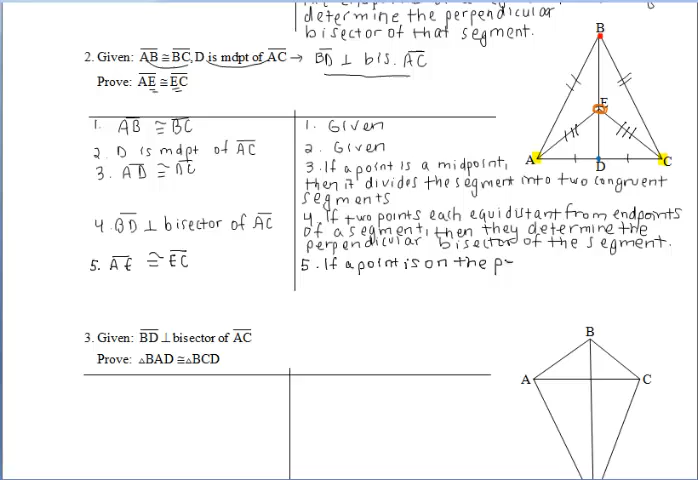 determine the perpendicular
bisector of that segment.
2. Given: AB ≅ BC, D is mdpt of AC → BD ⊥ bis. AC
Prove: AE ≅ EC
B
E
A
D
C
1. AB ≅ BC
1. Given
2. D is mdpt of AC
2. Given
3. AD ≅ DC
3. If a point is a midpoint,
then it divides the segment into two congruent
segments
4. BD ⊥ bisector of AC
4. If two points each equidistant from endpoints
of a segment, then they determine the
perpendicular bisector of the segment.
5. AE ≅ EC
5. If a point is on the p
3. Given: BD ⊥ bisector of AC
Prove: △BAD ≅ △BCD
B
A
C